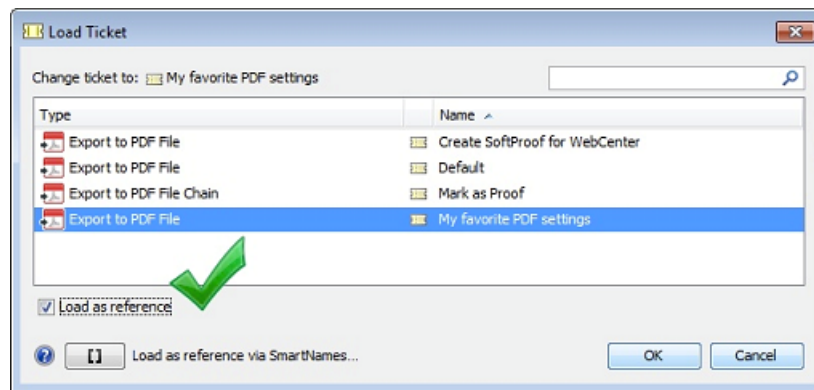 Load Ticket
Change ticket to: My favorite PDF settings
Type Name
Export to PDF File Create SoftProof for WebCenter
Export to PDF File Default
Export to PDF File Chain Mark as Proof
Export to PDF File My favorite PDF settings
Load as reference
[ ] Load as reference via SmartNames... OK Cancel